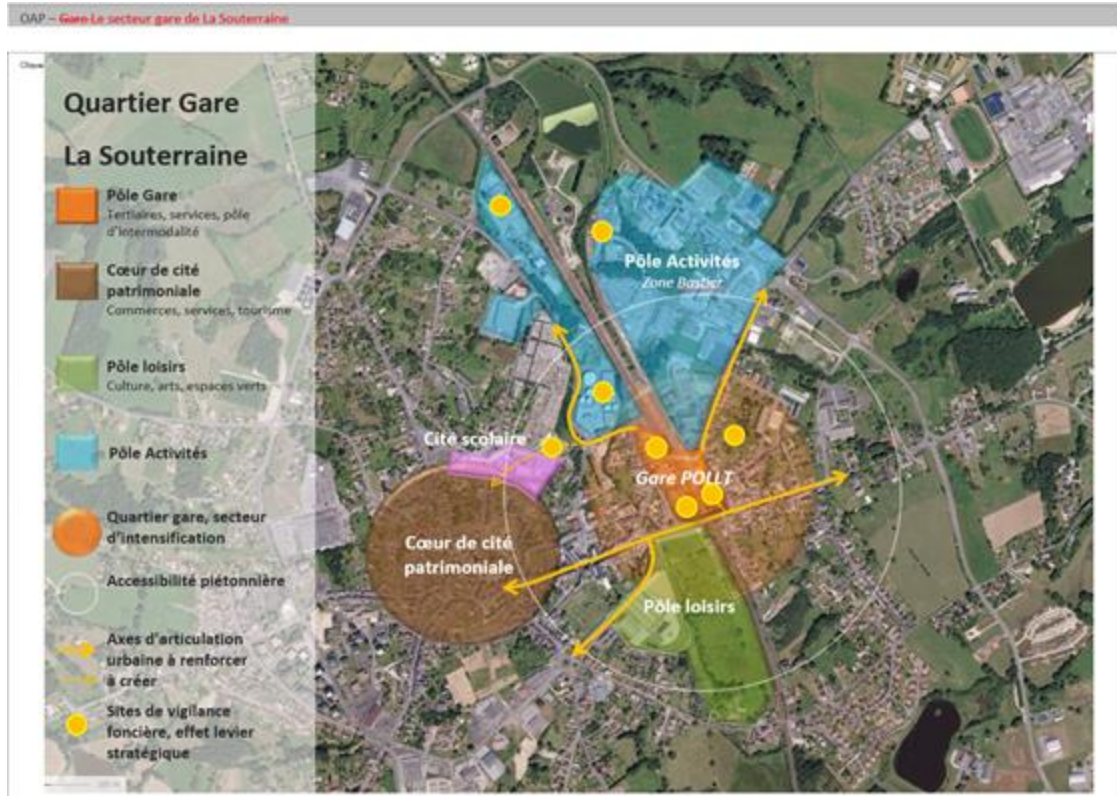 OAP – Gare Le secteur gare de La Souterraine
Quartier Gare
La Souterraine
Pôle Gare
Tertiaires, services, pôle
d'intermodalité
Cœur de cité
patrimoniale
Commerces, services, tourisme
Pôle loisirs
Culture, arts, espaces verts
Pôle Activités
Quartier gare, secteur
d'intensification
Accessibilité piétonnière
Axes d'articulation
urbaine à renforcer
à créer
Sites de vigilance
foncière, effet levier
stratégique
Pôle Activités
Zone Bastier
Cité scolaire
Gare POLLT
Cœur de cité
patrimoniale
Pôle loisirs